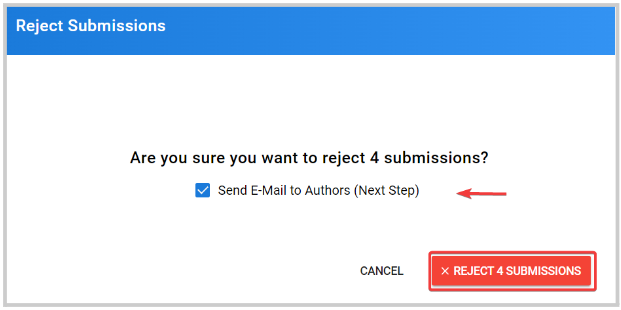 Reject Submissions
Are you sure you want to reject 4 submissions?
Send E-Mail to Authors (Next Step)
CANCEL
× REJECT 4 SUBMISSIONS